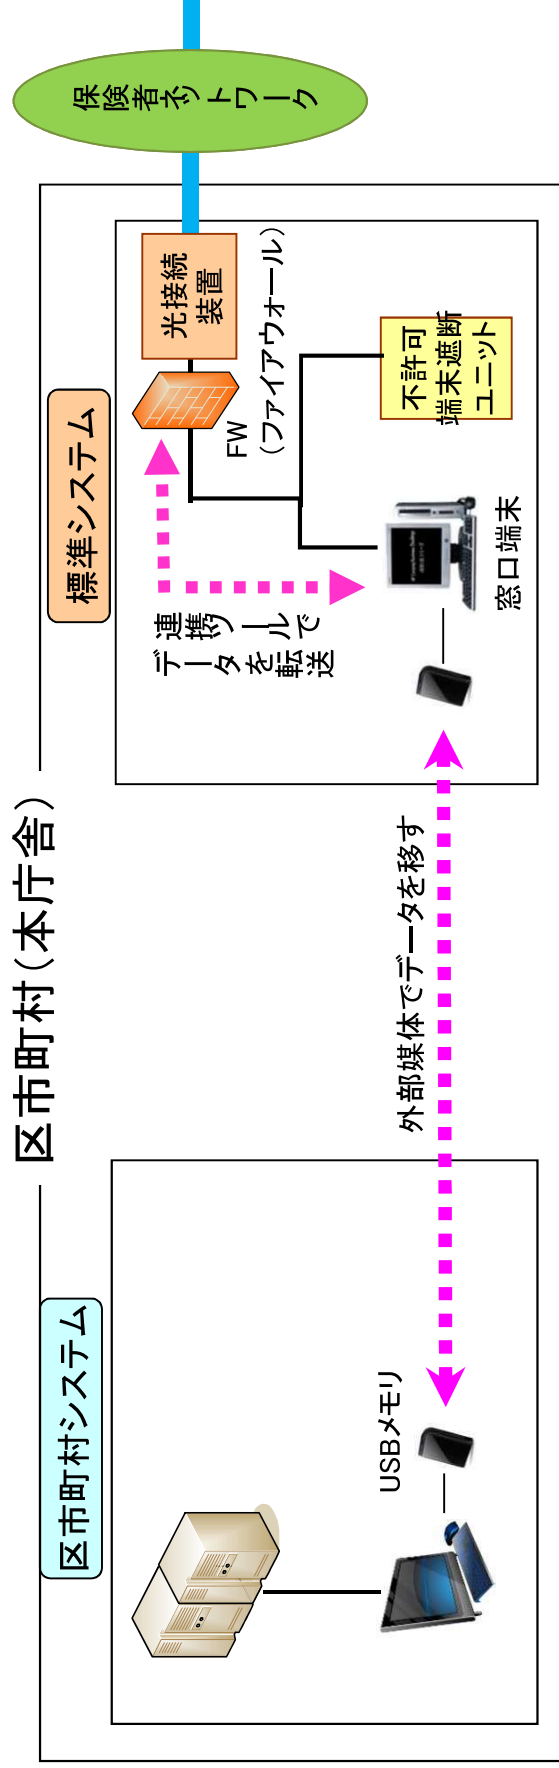 区市町村（本庁舎）
区市町村システム
USBメモリ
外部媒体でデータを移す
標準システム
連携ツールで
データを転送
窓口端末
不許可
端末遮断
ユニット
FW
（ファイアウォール）
光接続
装置
保険者ネットワーク